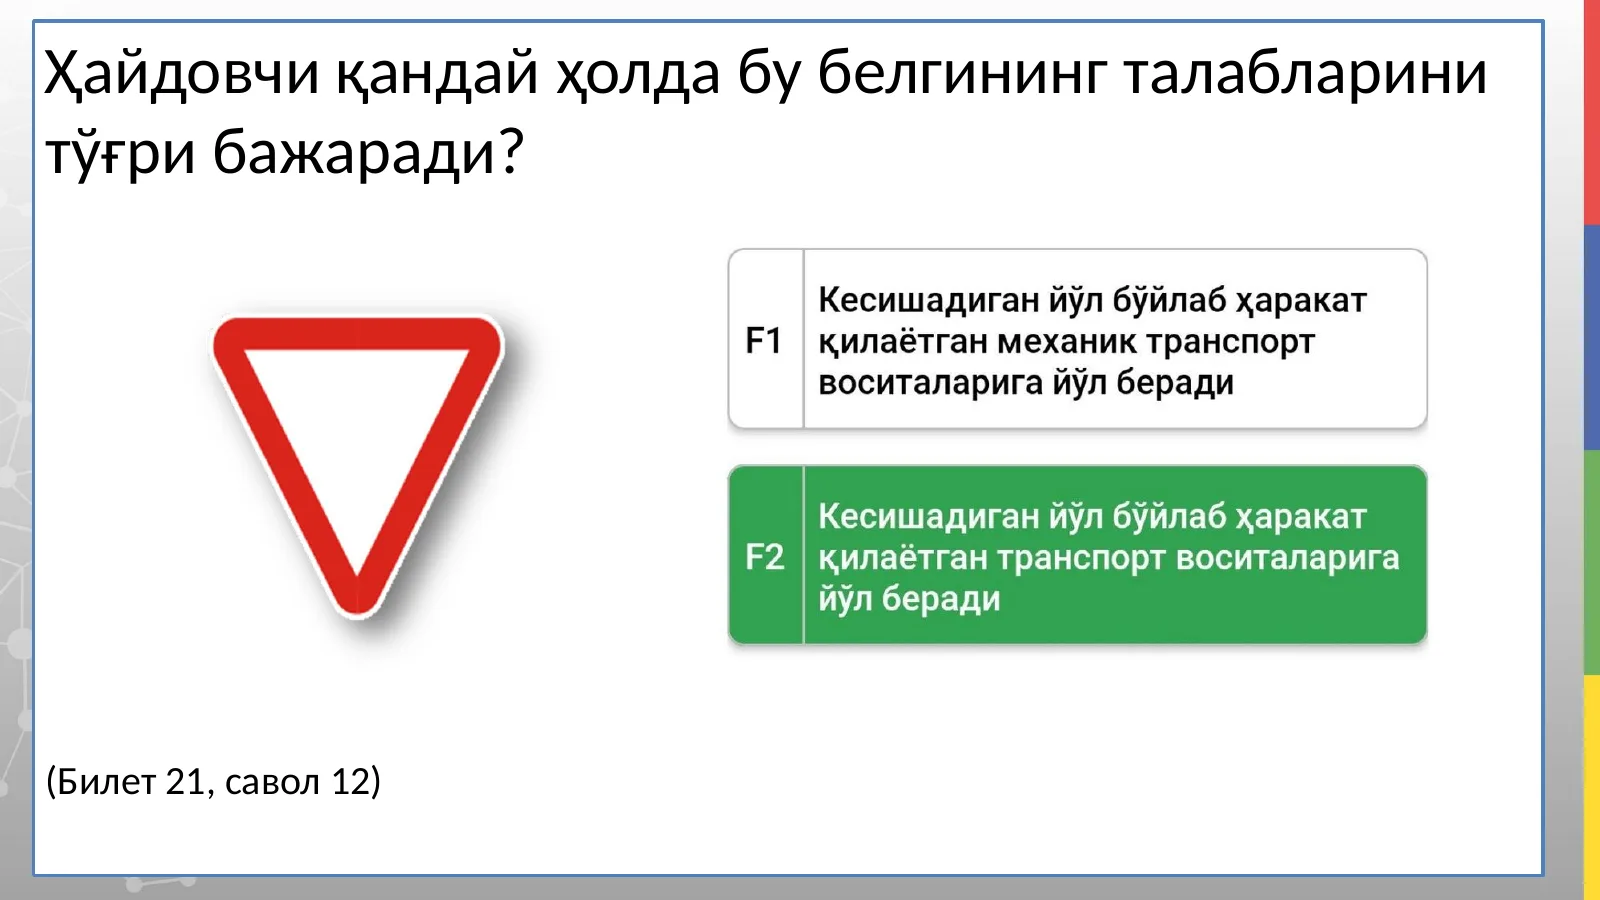 Ҳайдовчи қандай ҳолда бу белгининг талабларини
тўғри бажаради?
F1
Кесишадиган йўл бўйлаб ҳаракат
қилаётган механик транспорт
воситаларига йўл беради
F2
Кесишадиган йўл бўйлаб ҳаракат
қилаётган транспорт воситаларига
йўл беради
(Билет 21, савол 12)